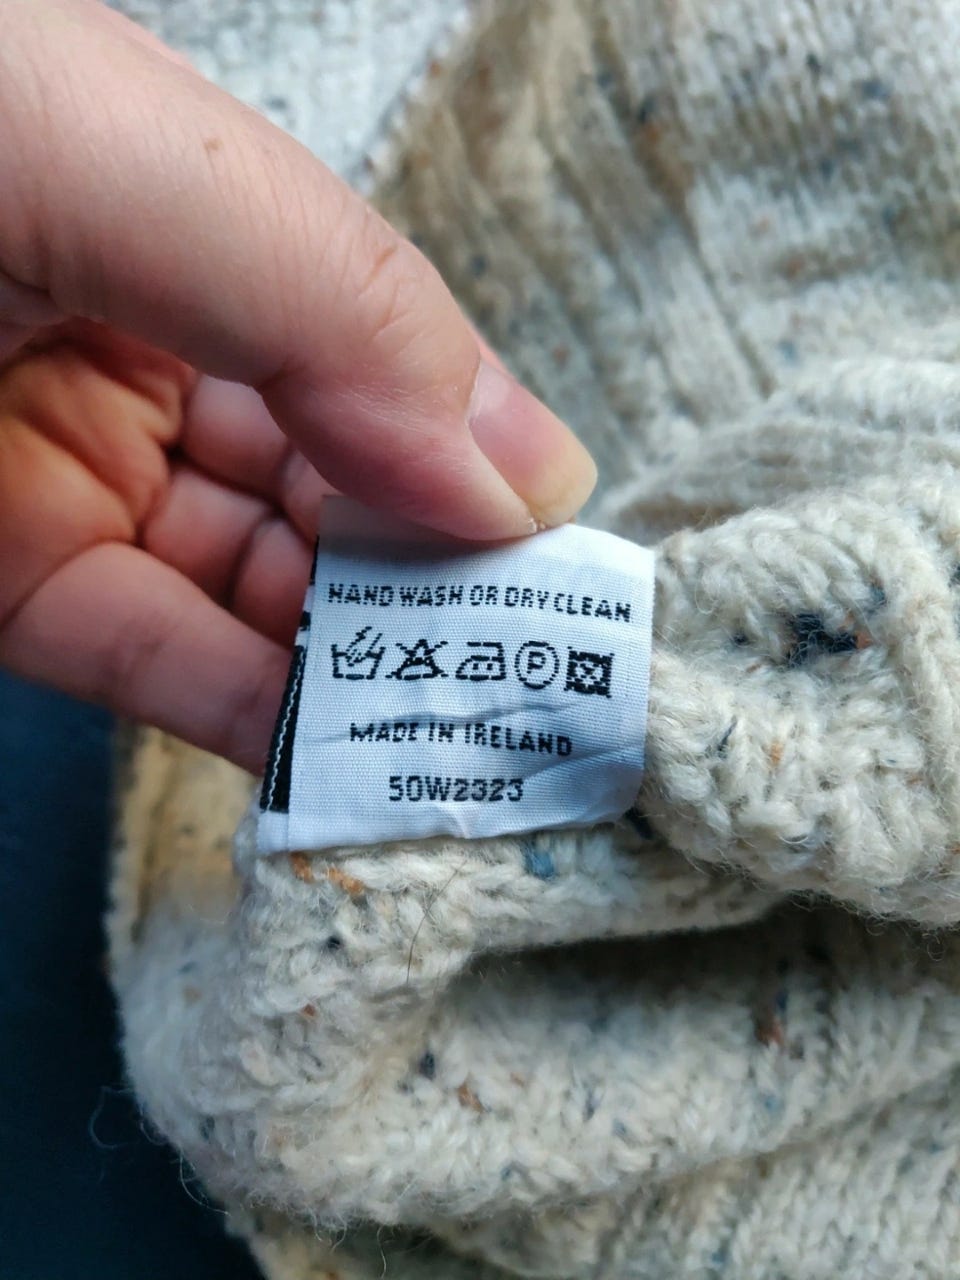 HAND WASH OR DRY CLEAN
P
MADE IN IRELAND
50W2323